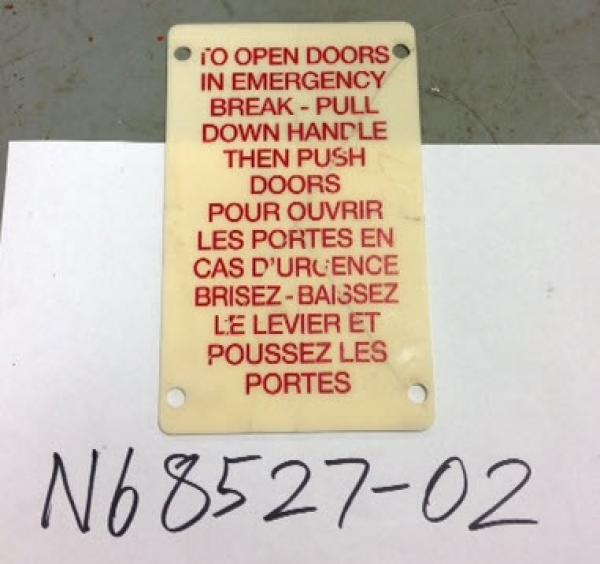 TO OPEN DOORS
IN EMERGENCY
BREAK - PULL
DOWN HANDLE
THEN PUSH
DOORS
POUR OUVRIR
LES PORTES EN
CAS D'URGENCE
BRISEZ - BAISSEZ
LE LEVIER ET
POUSSEZ LES
PORTES
N68527-02